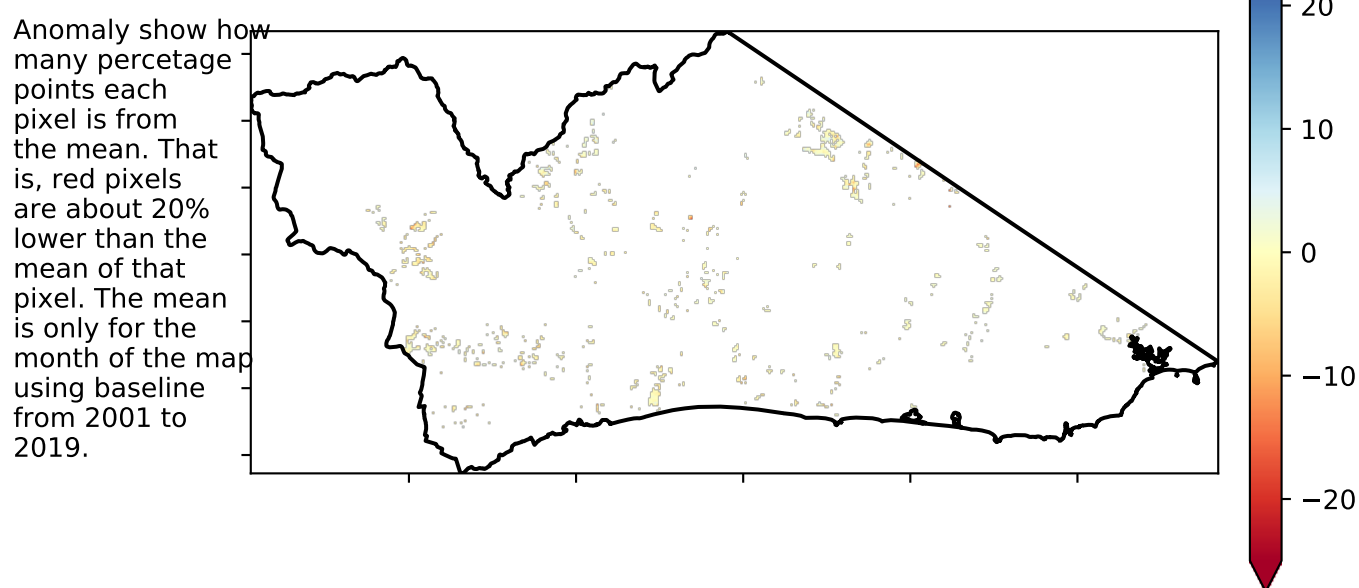 Anomaly show how
many percetage
points each
pixel is from
the mean. That
is, red pixels
are about 20%
lower than the
mean of that
pixel. The mean
is only for the
month of the map
using baseline
from 2001 to
2019.
20
10
0
−10
−20